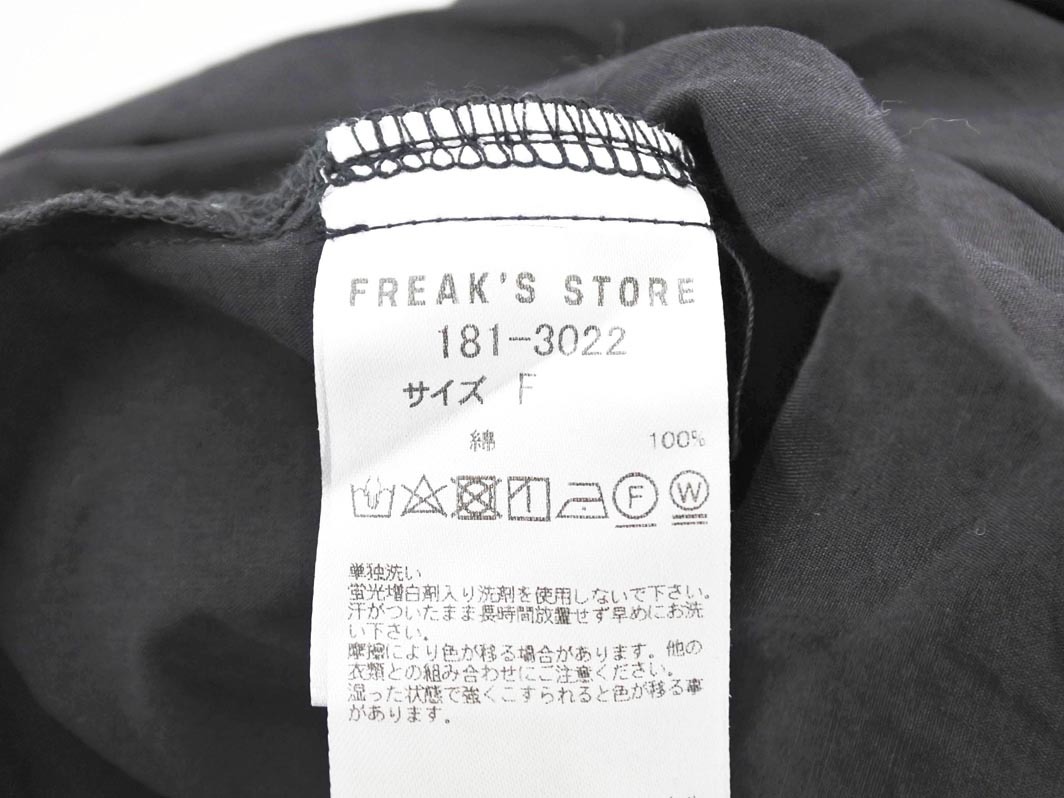 FREAK'S STORE
181-3022
サイズ F
綿 100%
F W
単独洗い
蛍光増白剤入り洗剤を使用しないで下さい。
汗がついたまま長時間放置せず早めにお洗
い下さい。
摩擦により色が移る場合があります。他の
衣類との組み合わせにご注意ください。
湿った状態で強くこすられると色が移る事
があります。